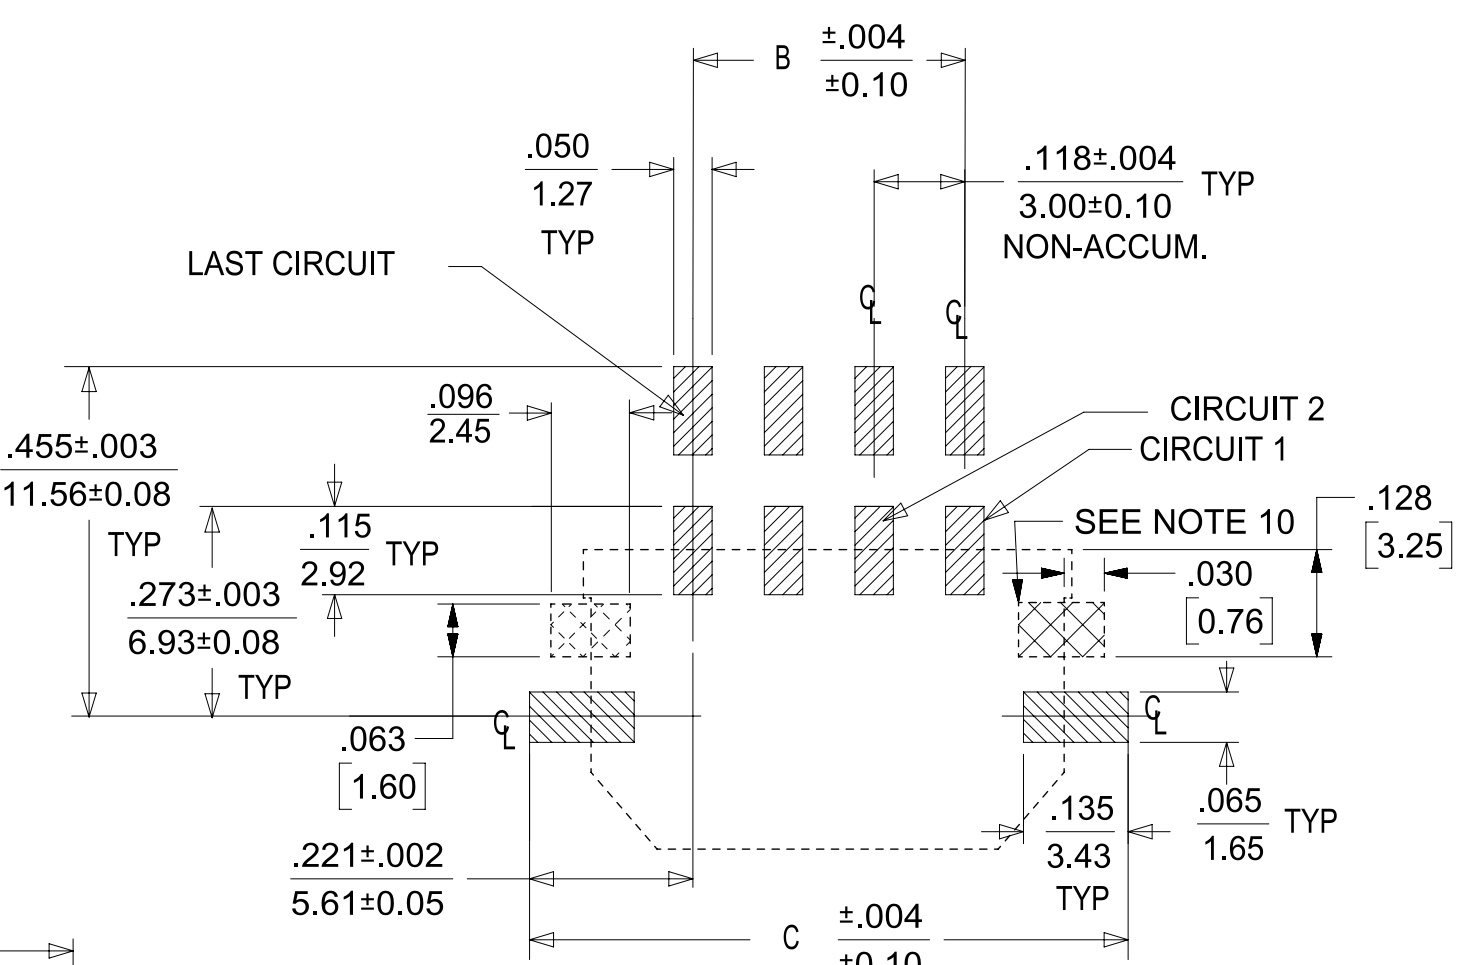 B ±.004
±0.10
.050
1.27
TYP
.118±.004
3.00±0.10 TYP
NON-ACCUM.
LAST CIRCUIT
CL
CL
.096
2.45
CIRCUIT 2
CIRCUIT 1
.455±.003
11.56±0.08
TYP
.115
2.92 TYP
SEE NOTE 10
.128
[3.25]
.030
[0.76]
.273±.003
6.93±0.08
TYP
CL
CL
.063
[1.60]
.135
3.43
TYP
.065
1.65 TYP
.221±.002
5.61±0.05
C ±.004
±0.10